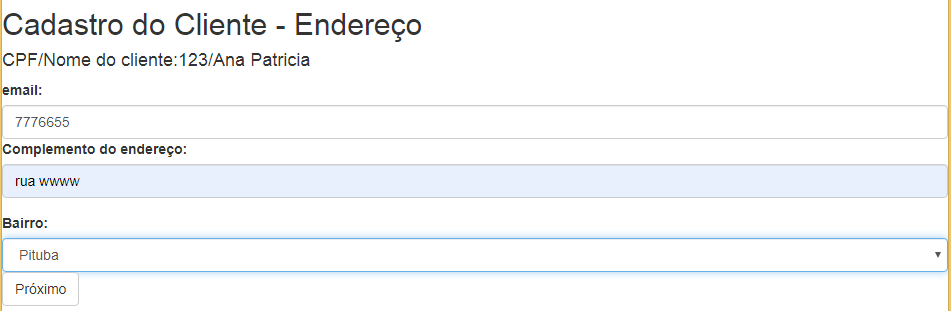 Cadastro do Cliente - Endereço
CPF/Nome do cliente:123/Ana Patricia
email:
7776655
Complemento do endereço:
rua wwww
Bairro:
Pituba
Próximo